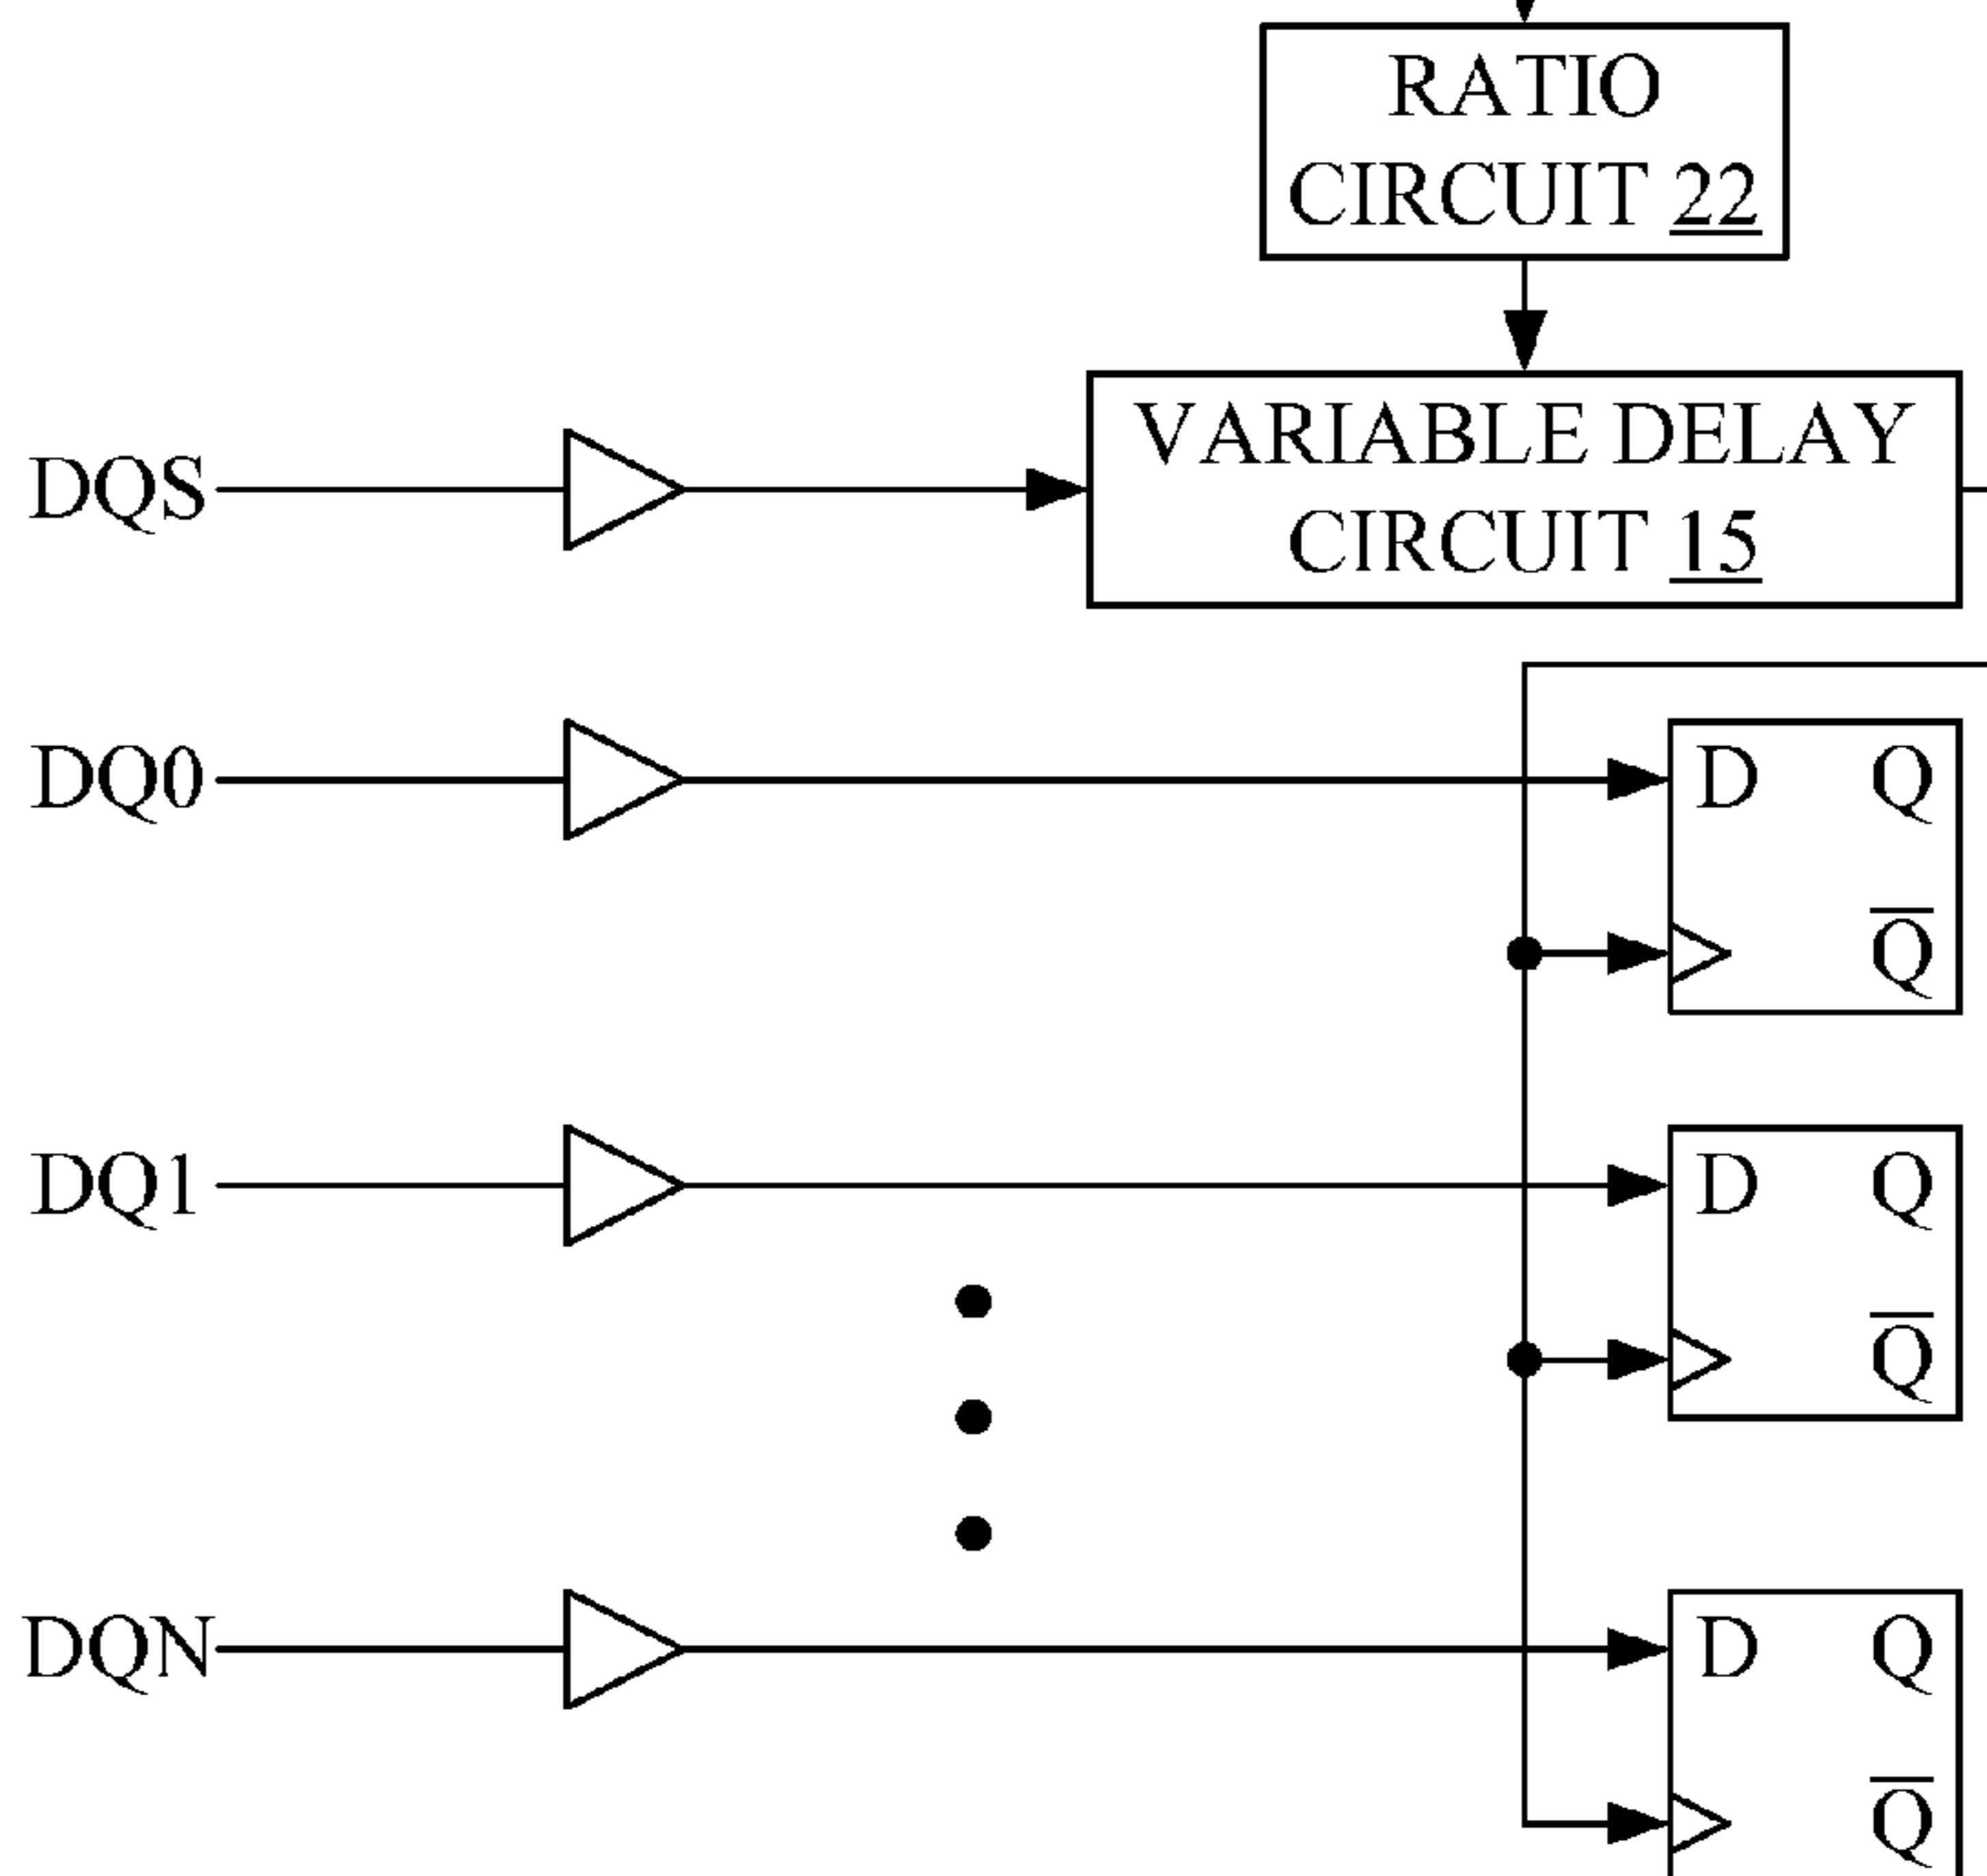 RATIO
CIRCUIT 22
DQS
VARIABLE DELAY
CIRCUIT 15
DQ0
D Q
Q̅
DQ1
D Q
Q̅
DQN
D Q
Q̅